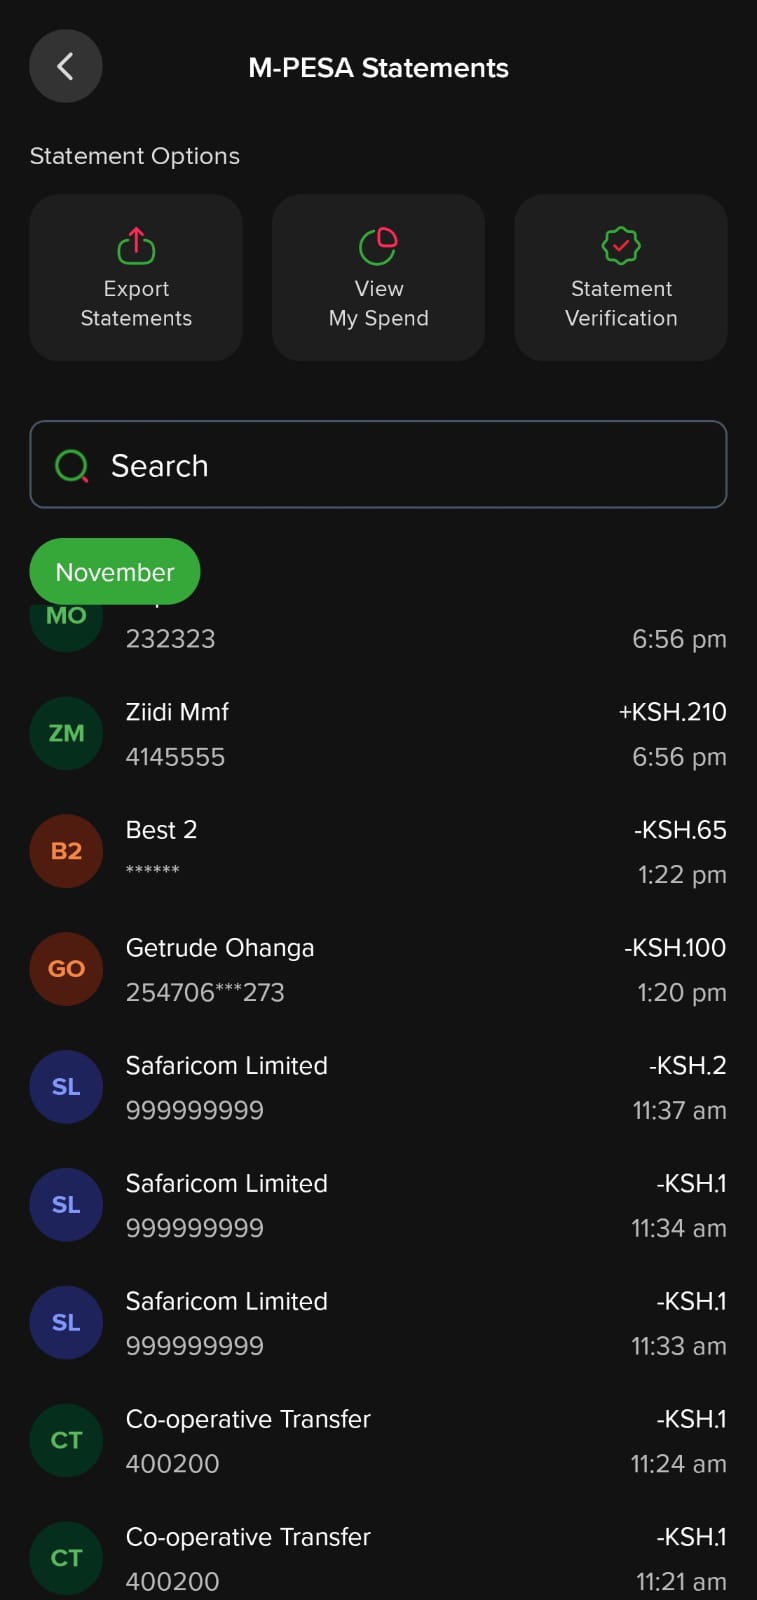 M-PESA Statements
Statement Options
Export
Statements
View
My Spend
Statement
Verification
Search
November
MO
232323
6:56 pm
ZM
Ziidi Mmf
+KSH.210
4145555
6:56 pm
B2
Best 2
-KSH.65
******
1:22 pm
GO
Getrude Ohanga
-KSH.100
254706***273
1:20 pm
SL
Safaricom Limited
-KSH.2
999999999
11:37 am
SL
Safaricom Limited
-KSH.1
999999999
11:34 am
SL
Safaricom Limited
-KSH.1
999999999
11:33 am
CT
Co-operative Transfer
-KSH.1
400200
11:24 am
CT
Co-operative Transfer
-KSH.1
400200
11:21 am